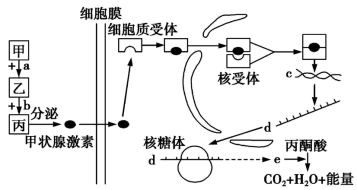 细胞膜
细胞质受体
甲
+ a
乙
+ b
丙
分泌
甲状腺激素
核受体
c
d
核糖体
d
e
丙酮酸
CO₂+H₂O+能量